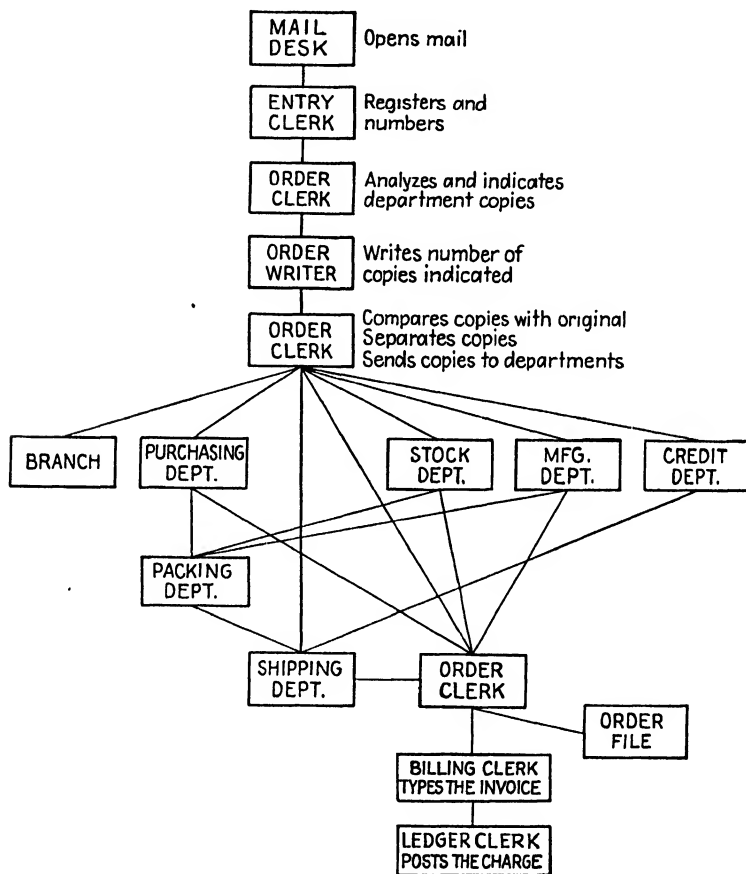 MAIL
DESK
Opens mail
ENTRY
CLERK
Registers and
numbers
ORDER
CLERK
Analyzes and indicates
department copies
ORDER
WRITER
Writes number of
copies indicated
ORDER
CLERK
Compares copies with original
Separates copies
Sends copies to departments
BRANCH
PURCHASING
DEPT.
STOCK
DEPT.
MFG.
DEPT.
CREDIT
DEPT.
PACKING
DEPT.
SHIPPING
DEPT.
ORDER
CLERK
ORDER
FILE
BILLING CLERK
TYPES THE INVOICE
LEDGER CLERK
POSTS THE CHARGE